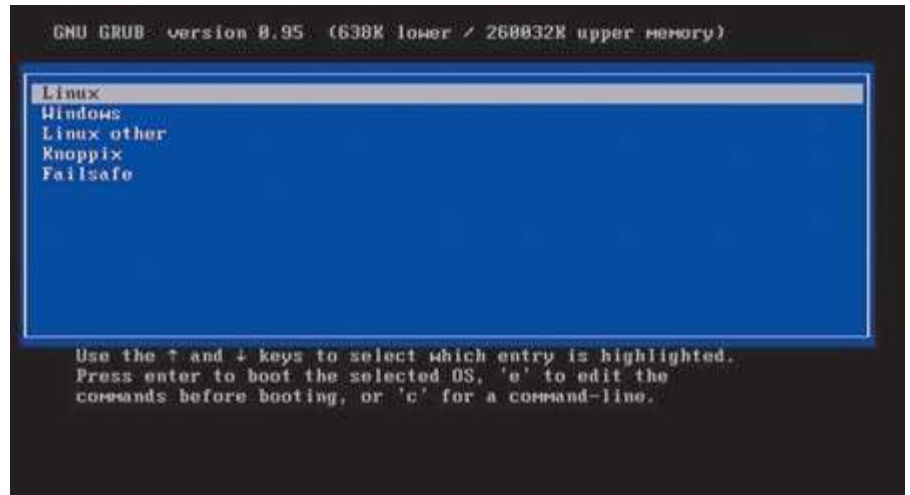 GNU GRUB version 0.95 (638K lower / 260032K upper memory)
Linux
Windows
Linux other
Knoppix
Failsafe
Use the ↑ and ↓ keys to select which entry is highlighted.
Press enter to boot the selected OS, 'e' to edit the
commands before booting, or 'c' for a command-line.